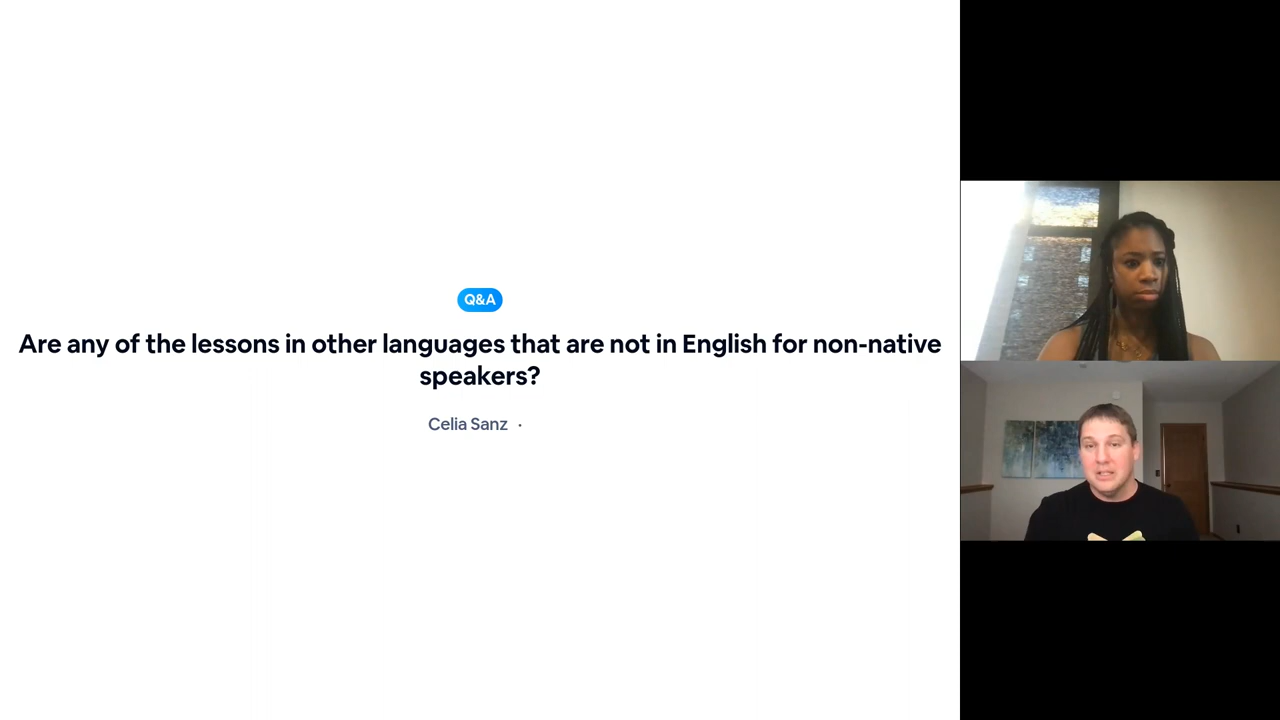 Q&A
Are any of the lessons in other languages that are not in English for non-native
speakers?
Celia Sanz ·